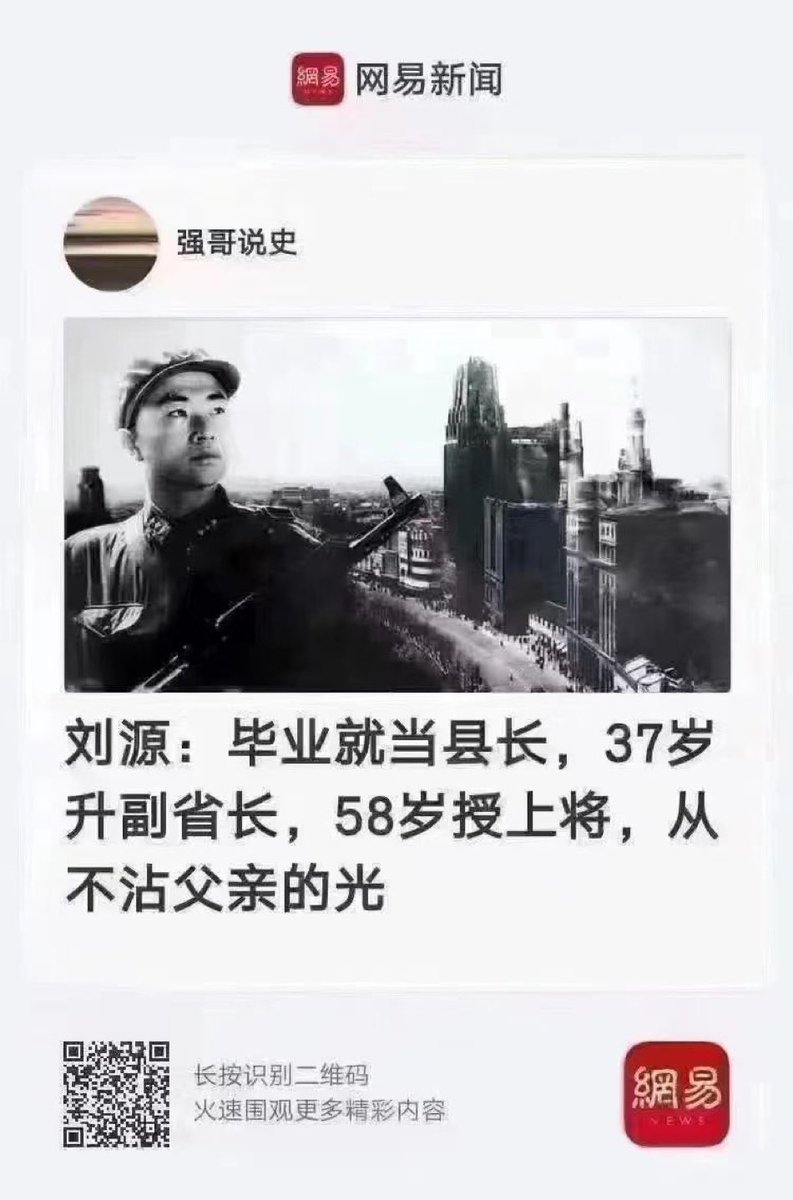 網易
NEWS
网易新闻
强哥说史
刘源：毕业就当县长，37岁
升副省长，58岁授上将，从
不沾父亲的光
长按识别二维码
火速围观更多精彩内容
網易
NEWS